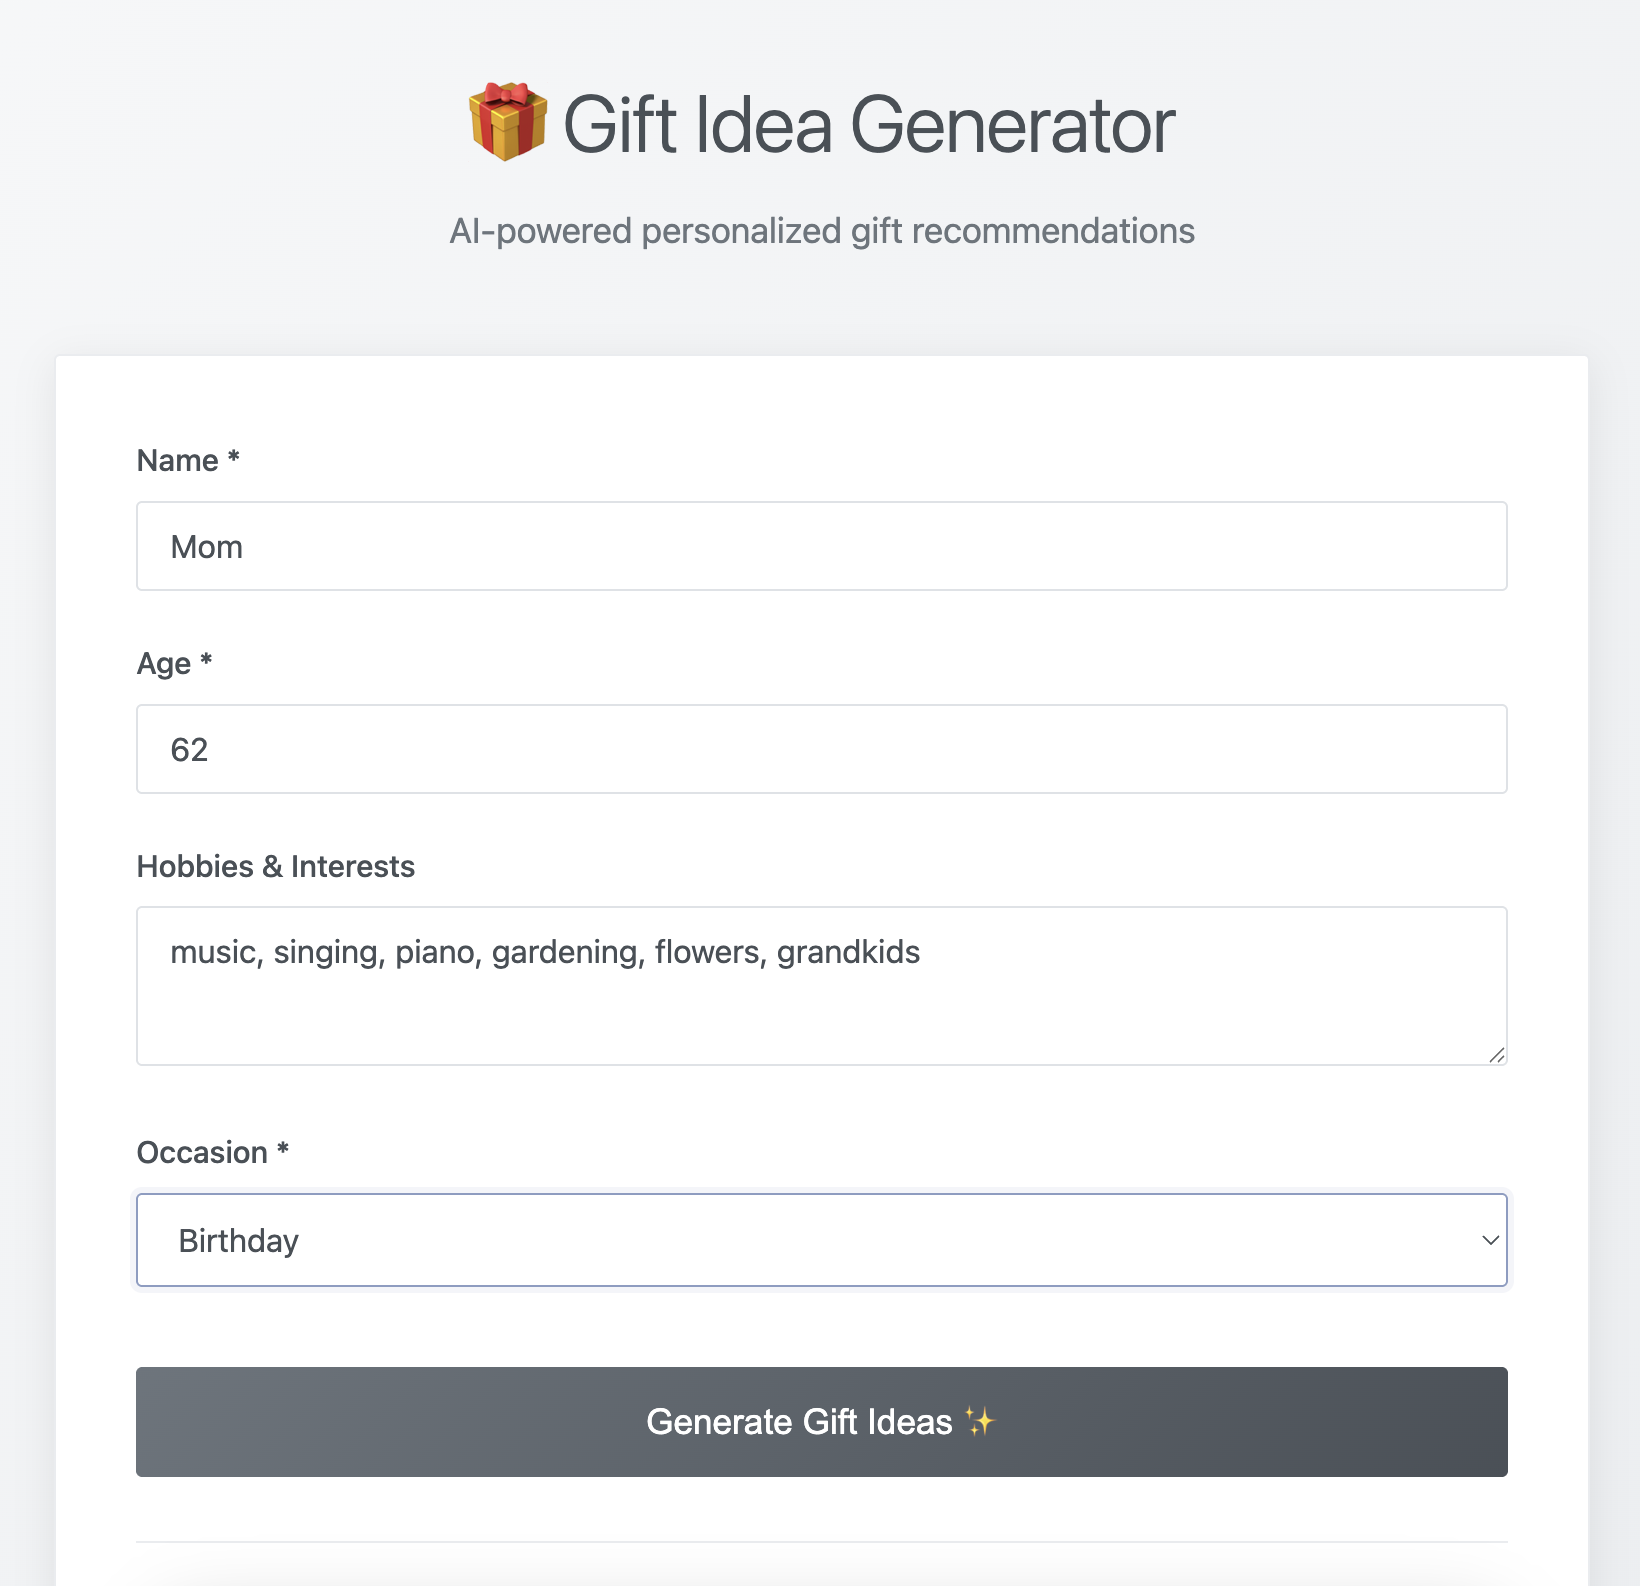 🎁 Gift Idea Generator
AI-powered personalized gift recommendations
Name *
Mom
Age *
62
Hobbies & Interests
music, singing, piano, gardening, flowers, grandkids
Occasion *
Birthday
Generate Gift Ideas ✨